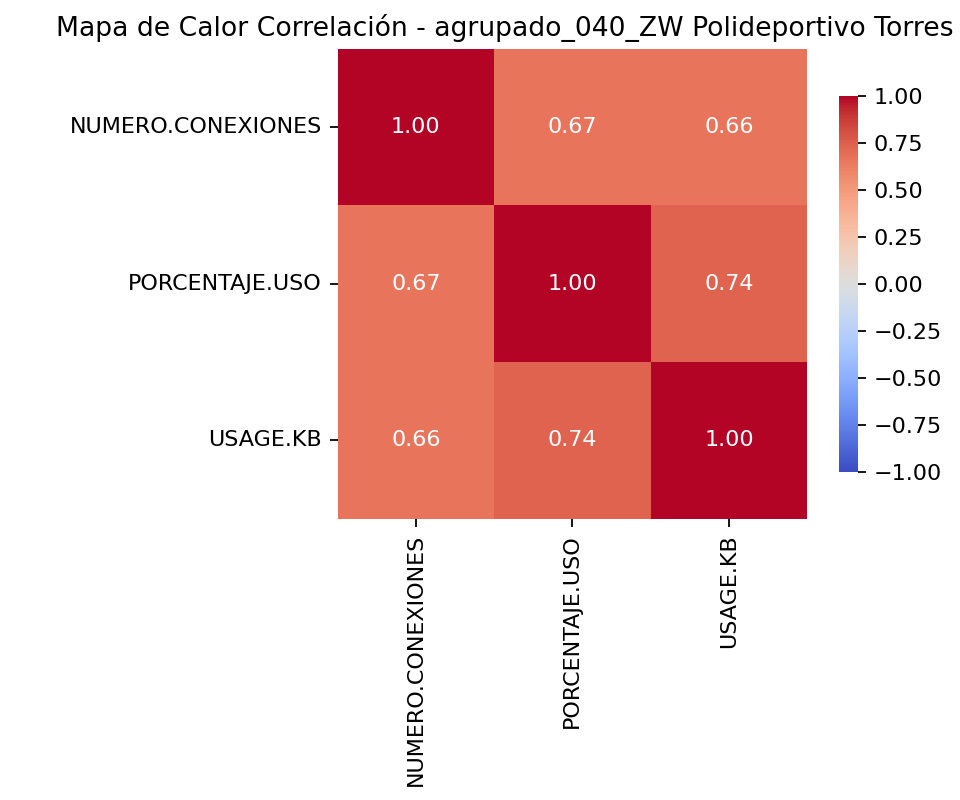 Mapa de Calor Correlación - agrupado_040_ZW Polideportivo Torres
NUMERO.CONEXIONES
1.00
0.67
0.66
PORCENTAJE.USO
0.67
1.00
0.74
USAGE.KB
0.66
0.74
1.00
NUMERO.CONEXIONES
PORCENTAJE.USO
USAGE.KB
1.00
0.75
0.50
0.25
0.00
−0.25
−0.50
−0.75
−1.00